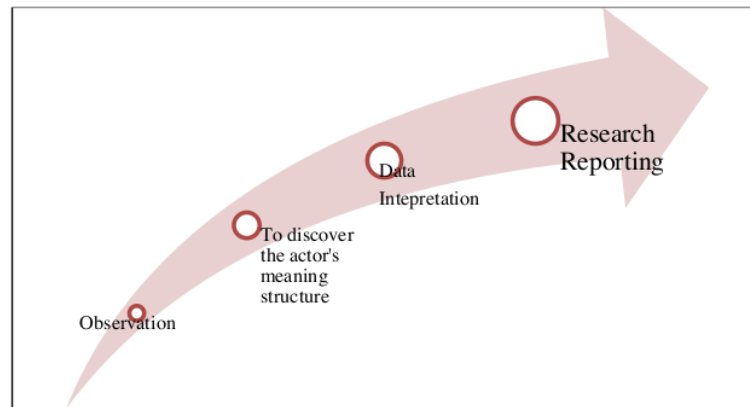 Observation
To discover
the actor's
meaning
structure
Data
Intepretation
Research
Reporting